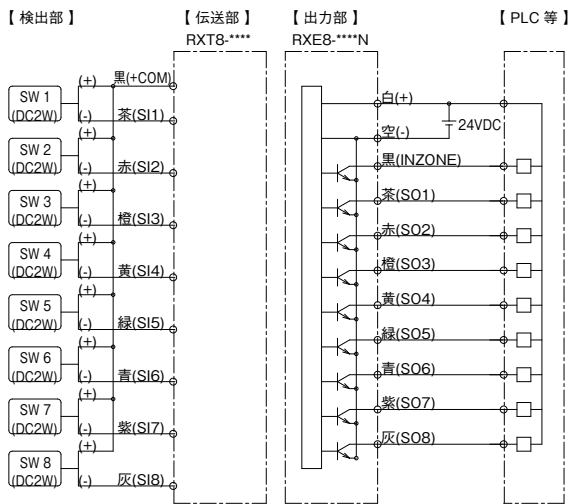 【 検出部 】 【 伝送部 】 【 出力部 】 【 PLC 等 】
RXT8-**** RXE8-****N
(+) 黒(+COM)
SW 1
(DC2W) (-) 茶(SI1)
(+)
SW 2
(DC2W) (-) 赤(SI2)
(+)
SW 3
(DC2W) (-) 橙(SI3)
(+)
SW 4
(DC2W) (-) 黄(SI4)
(+)
SW 5
(DC2W) (-) 緑(SI5)
(+)
SW 6
(DC2W) (-) 青(SI6)
(+)
SW 7
(DC2W) (-) 紫(SI7)
(+)
SW 8
(DC2W) (-) 灰(SI8)
白(+)
24VDC
空(-)
黒(INZONE)
茶(SO1)
赤(SO2)
橙(SO3)
黄(SO4)
緑(SO5)
青(SO6)
紫(SO7)
灰(SO8)